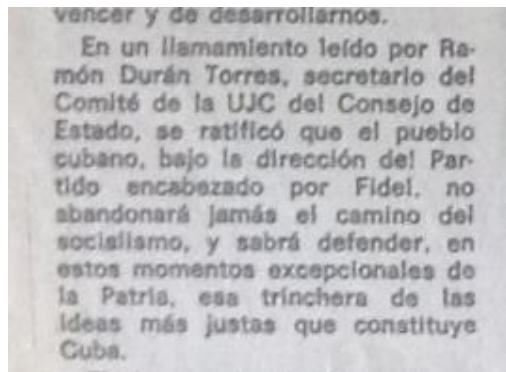 vencer y de desarrollarnos.
En un llamamiento leído por Ra-
món Durán Torres, secretario del
Comité de la UJC del Consejo de
Estado, se ratificó que el pueblo
cubano, bajo la dirección del Par-
tido encabezado por Fidel, no
abandonará jamás el camino del
socialismo, y sabrá defender, en
estos momentos excepcionales de
la Patria, esa trinchera de las
ideas más justas que constituye
Cuba.